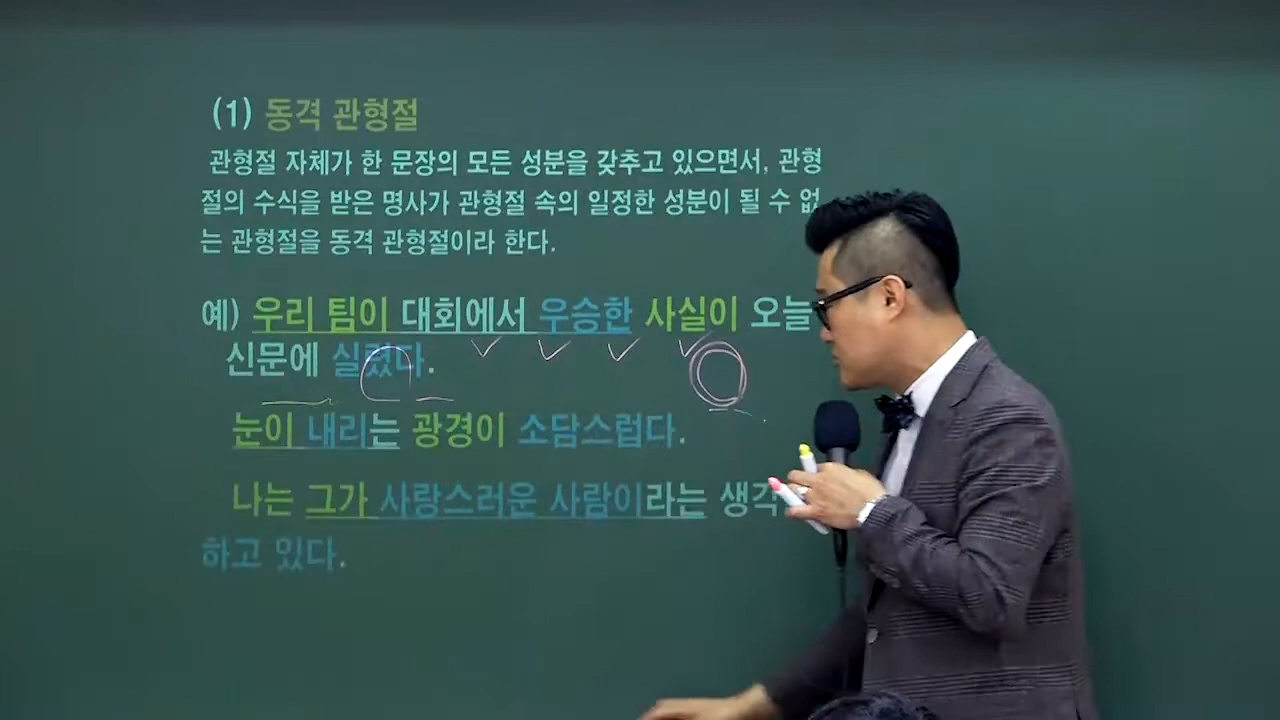 (1) 동격 관형절
관형절 자체가 한 문장의 모든 성분을 갖추고 있으면서, 관형
절의 수식을 받은 명사가 관형절 속의 일정한 성분이 될 수 없
는 관형절을 동격 관형절이라 한다.
예) 우리 팀이 대회에서 우승한 사실이 오늘
신문에 실렸다.
눈이 내리는 광경이 소담스럽다.
나는 그가 사랑스러운 사람이라는 생각
하고 있다.